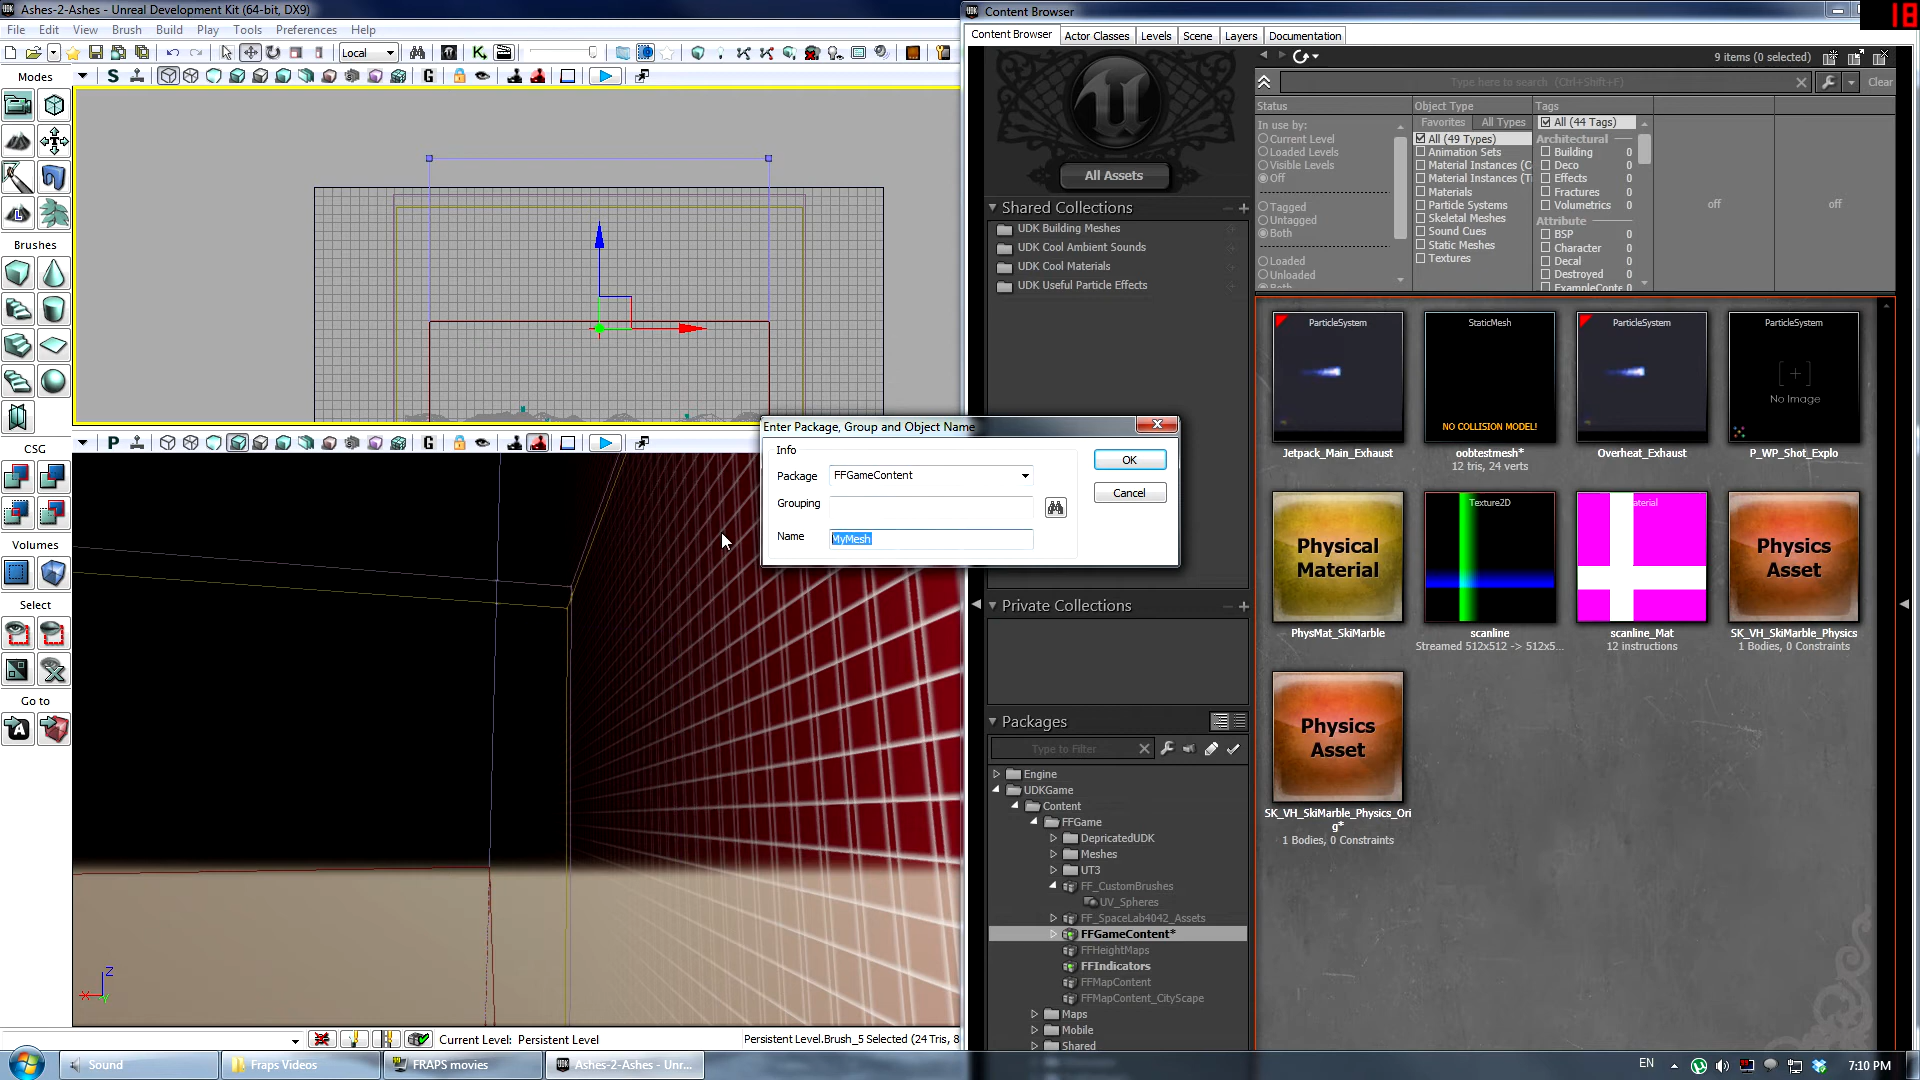 Ashes-2-Ashes - Unreal Development Kit (64-bit, DX9)
File Edit View Brush Build Play Tools Preferences Help
Local
Modes
S
G
Brushes
CSG
Volumes
Select
Go to
P
G
Z
X
Y
Current Level: Persistent Level
Persistent Level.Brush_5 Selected (24 Tris, 8
Enter Package, Group and Object Name
Info
Package FFGameContent
Grouping
Name MyMesh
OK
Cancel
Content Browser
18
Content Browser Actor Classes Levels Scene Layers Documentation
All Assets
Shared Collections
UDK Building Meshes
UDK Cool Ambient Sounds
UDK Cool Materials
UDK Useful Particle Effects
Private Collections
Packages
Type to Filter
Engine
UDKGame
Content
FFGame
DepricatedUDK
Meshes
UT3
FF_CustomBrushes
UV_Spheres
FF_SpaceLab4042_Assets
FFGameContent*
FFHeightMaps
FFIndicators
FFMapContent
FFMapContent_CityScape
Maps
Mobile
Shared
9 items (0 selected)
Type here to search (Ctrl+Shift+F)
Clear
Status
In use by:
Current Level
Loaded Levels
Visible Levels
Off
Tagged
Untagged
Both
Loaded
Unloaded
Both
Object Type
Favorites All Types
All (49 Types)
Animation Sets
Material Instances (C
Material Instances (T
Materials
Particle Systems
Skeletal Meshes
Sound Cues
Static Meshes
Textures
Tags
All (44 Tags)
Architectural
Building 0
Deco 0
Effects 0
Fractures 0
Volumetrics 0
Attribute
BSP 0
Character 0
Decal 0
Destroyed 0
ExampleConte 0
off
off
ParticleSystem
Jetpack_Main_Exhaust
StaticMesh
NO COLLISION MODEL!
oobtestmesh*
12 tris, 24 verts
ParticleSystem
Overheat_Exhaust
ParticleSystem
[+]
No Image
P_WP_Shot_Explo
Physical
Material
PhysMat_SkiMarble
Texture2D
scanline
Streamed 512x512 -> 512x5...
aterial
scanline_Mat
12 instructions
Physics
Asset
SK_VH_SkiMarble_Physics
1 Bodies, 0 Constraints
Physics
Asset
SK_VH_SkiMarble_Physics_Ori
g*
1 Bodies, 0 Constraints
Sound
Fraps Videos
FRAPS movies
Ashes-2-Ashes - Unr...
EN
7:10 PM